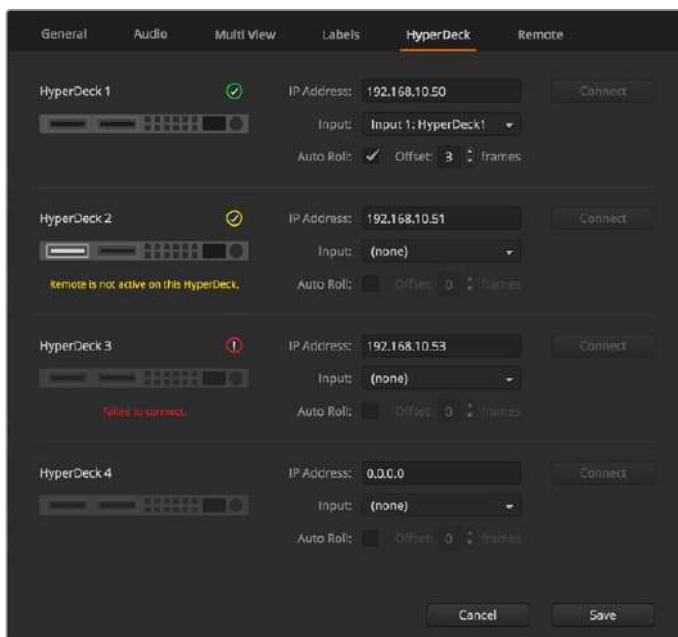 General Audio Multi View Labels HyperDeck Remote
HyperDeck 1 IP Address: 192.168.10.50 Connect
Input: Input 1: HyperDeck1
Auto Roll: Offset: 3 frames
HyperDeck 2 IP Address: 192.168.10.51 Connect
Input: (none)
Remote is not active on this HyperDeck. Auto Roll: Offset: 0 frames
HyperDeck 3 IP Address: 192.168.10.53 Connect
Input: (none)
Failed to connect. Auto Roll: Offset: 0 frames
HyperDeck 4 IP Address: 0.0.0.0 Connect
Input: (none)
Auto Roll: Offset: 0 frames
Cancel Save